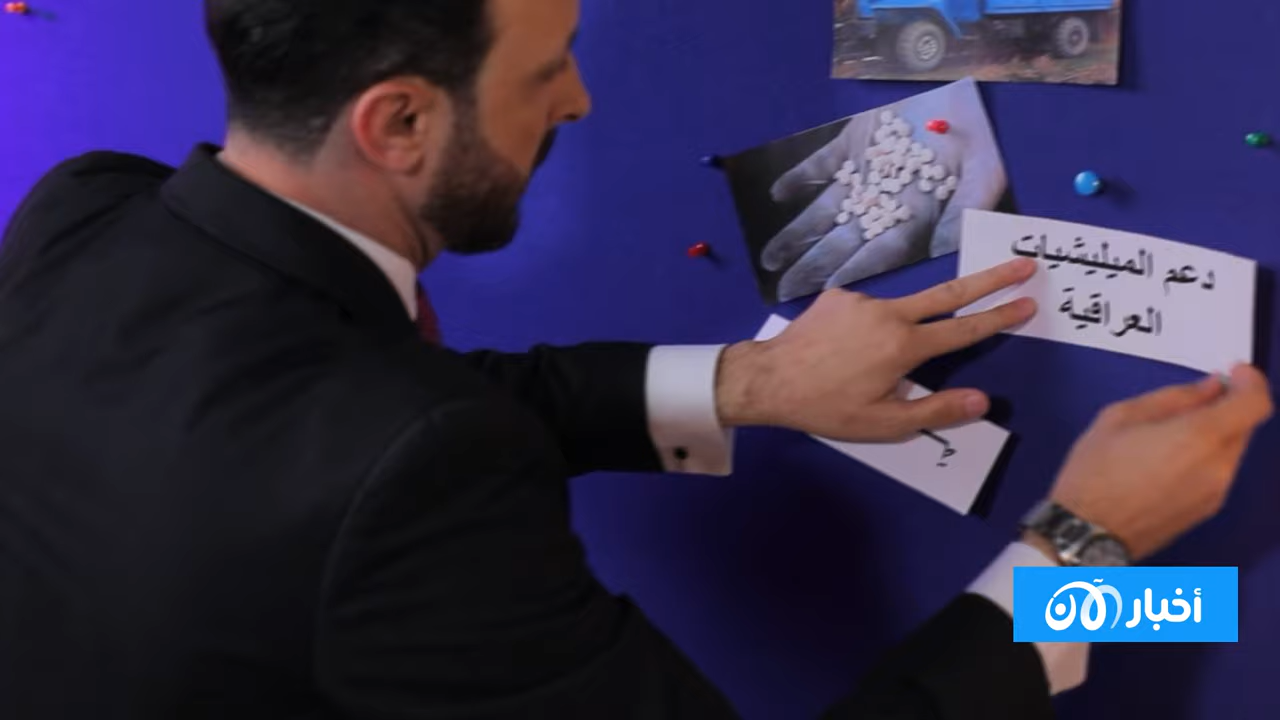 دعم الميليشيات
العراقية
أخبار الآن